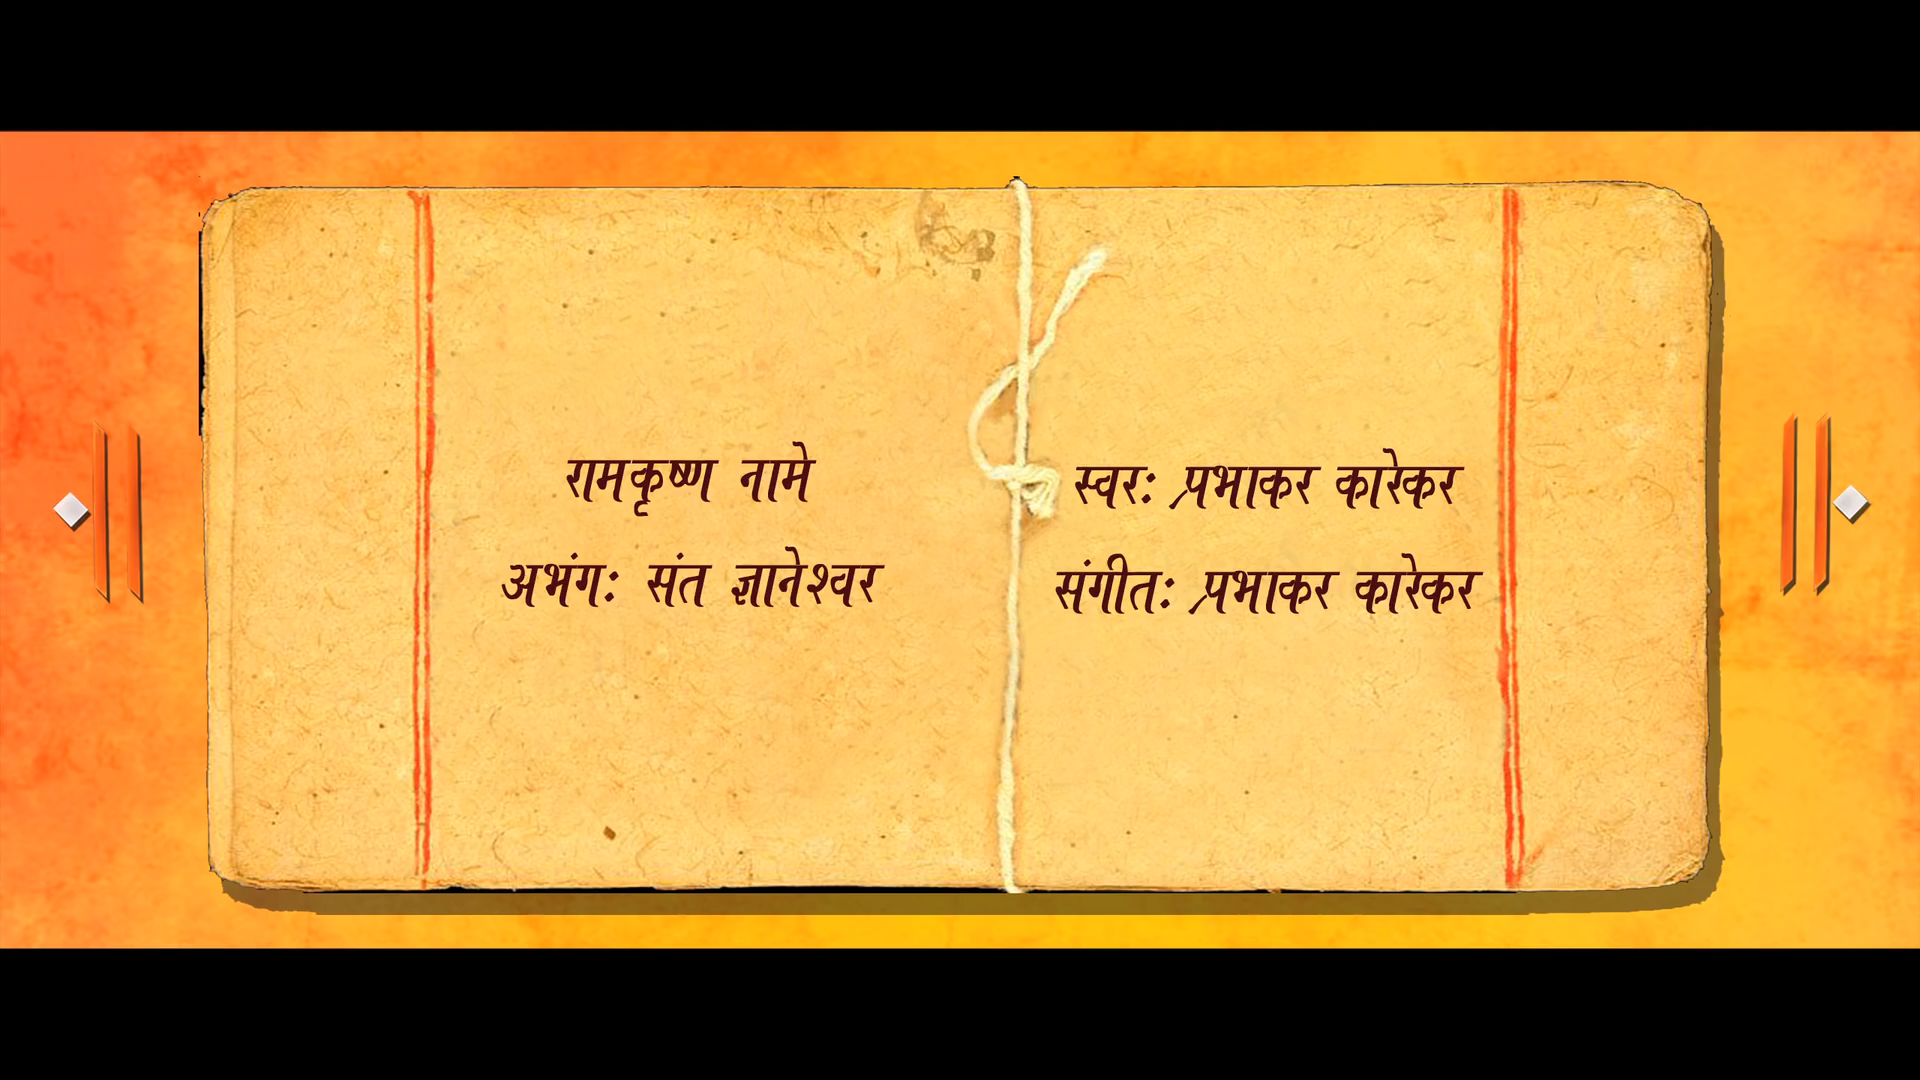 रामकृष्ण नामे
अभंगः संत ज्ञानेश्वर
स्वरः प्रभाकर कारेकर
संगीतः प्रभाकर कारेकर